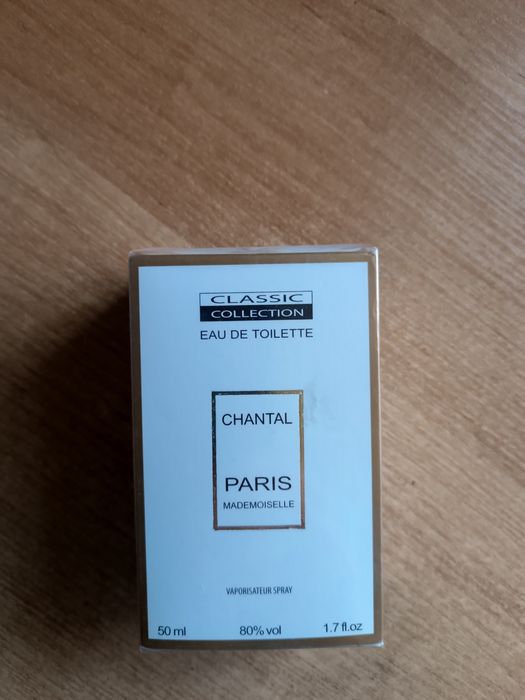 CLASSIC
COLLECTION
EAU DE TOILETTE
CHANTAL
PARIS
MADEMOISELLE
VAPORISATEUR SPRAY
50 ml 80% vol 1.7 fl.oz